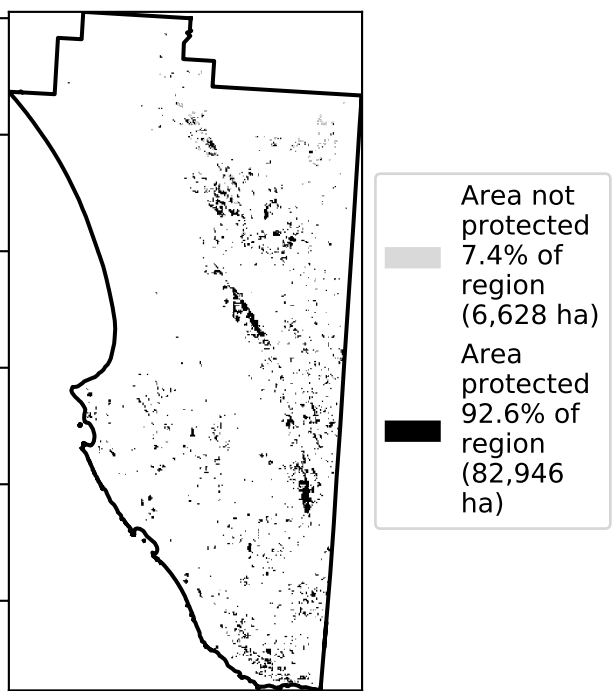 Area not
protected
7.4% of
region
(6,628 ha)
Area
protected
92.6% of
region
(82,946
ha)